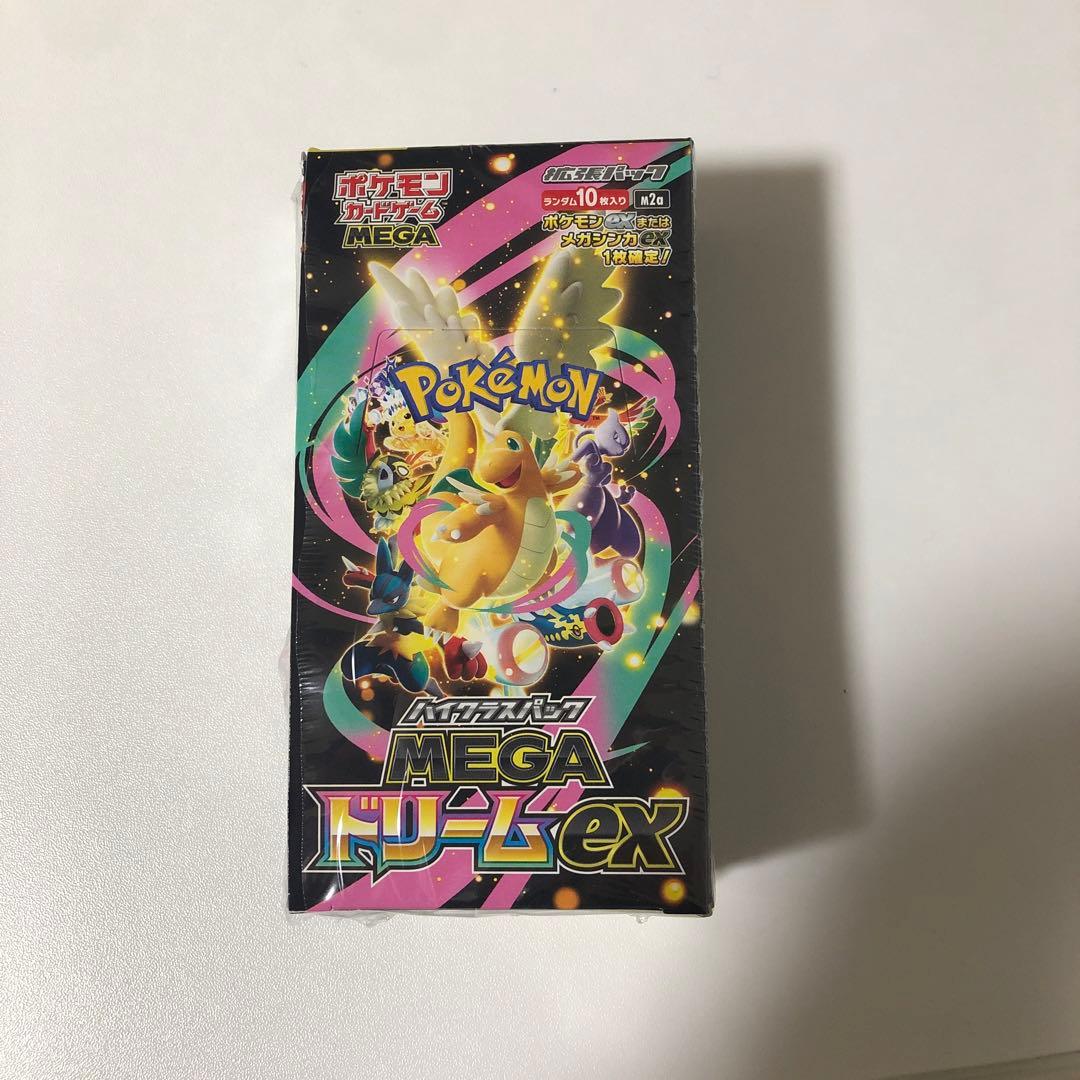 ポケモン
カードゲーム
MEGA
拡張パック
ランダム10枚入り M2a
ポケモンexまたは
メガシンカex
1枚確定!
POKéMON
TM
ハイクラスパック
MEGA
ドリームex